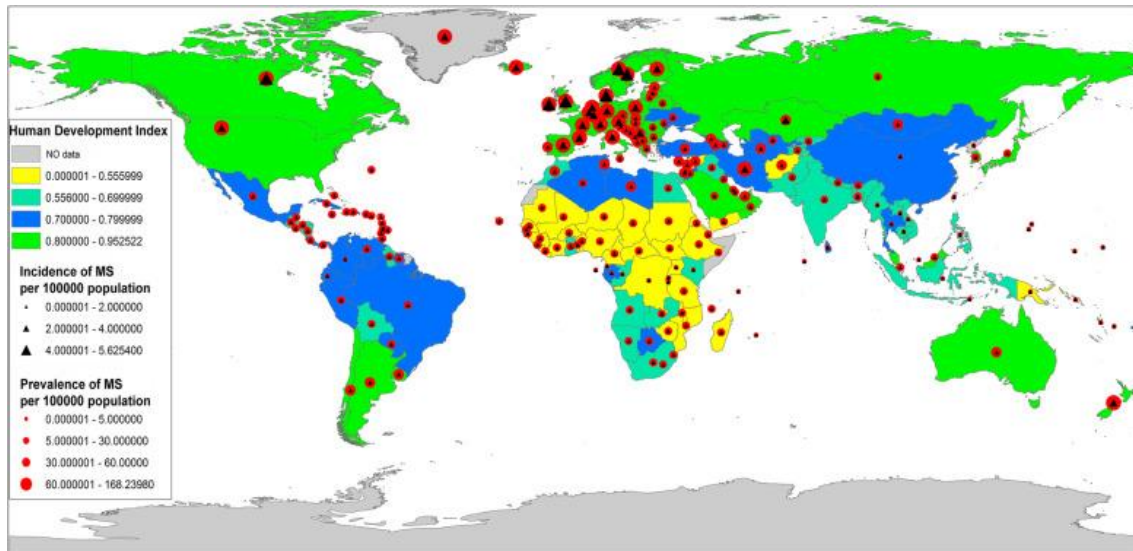 Human Development Index
NO data
0.000001 - 0.555999
0.556000 - 0.699999
0.700000 - 0.799999
0.800000 - 0.952522
Incidence of MS
per 100000 population
0.000001 - 2.000000
2.000001 - 4.000000
4.000001 - 5.625400
Prevalence of MS
per 100000 population
0.000001 - 5.000000
5.000001 - 30.000000
30.000001 - 60.00000
60.000001 - 168.23980